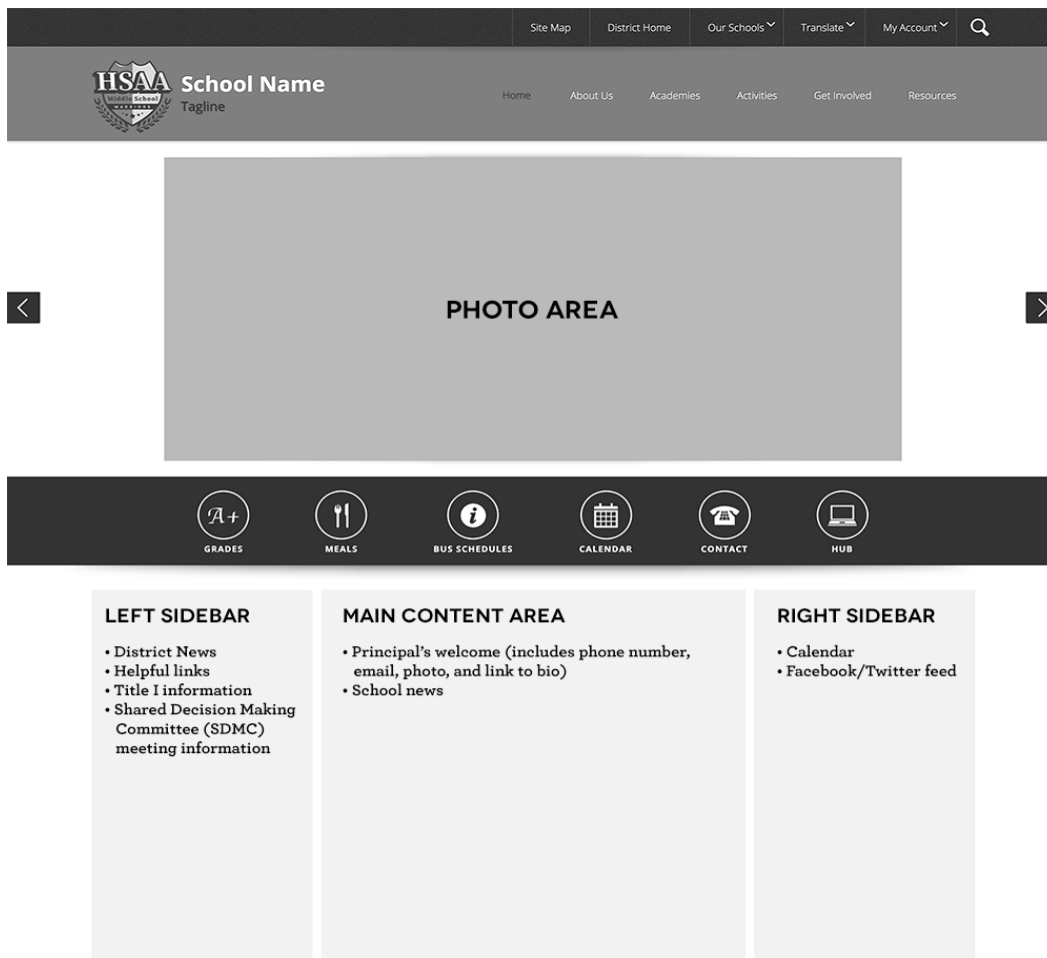 Site Map District Home Our Schools Translate My Account
HSAA
Middle School
WARRIORS
School Name
Tagline
Home About Us Academies Activities Get Involved Resources
PHOTO AREA
A+
GRADES MEALS BUS SCHEDULES CALENDAR CONTACT HUB
LEFT SIDEBAR
• District News
• Helpful links
• Title I information
• Shared Decision Making
Committee (SDMC)
meeting information
MAIN CONTENT AREA
• Principal's welcome (includes phone number,
email, photo, and link to bio)
• School news
RIGHT SIDEBAR
• Calendar
• Facebook/Twitter feed